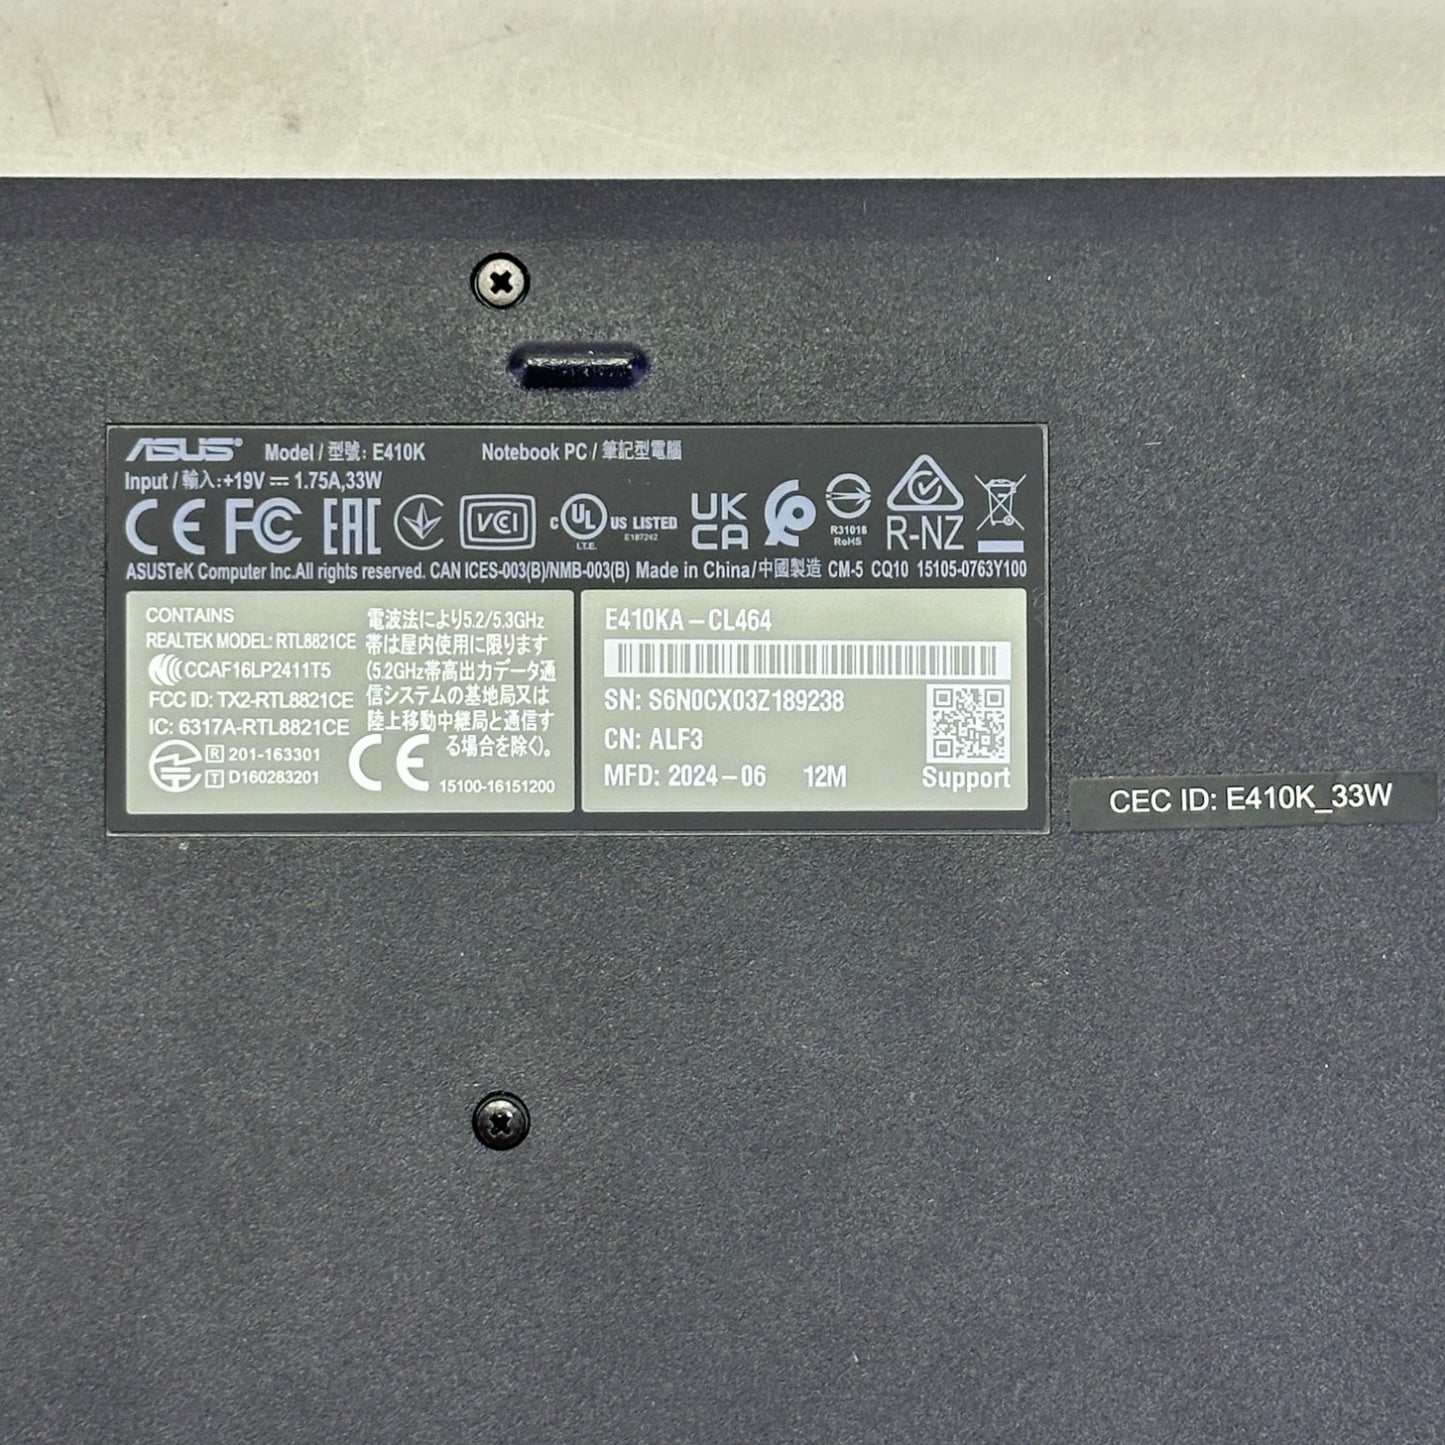 ASUS® Model / 型號: E410K Notebook PC / 筆記型電腦
Input / 輸入:+19V ⎓ 1.75A,33W
CE FC EAC VCI c UL US LISTED I.T.E. E187242 UK CA R31018 RoHS R-NZ
ASUSTeK Computer Inc.All rights reserved. CAN ICES-003(B)/NMB-003(B) Made in China/中國製造 CM-5 CQ10 15105-0763Y100
CONTAINS
REALTEK MODEL: RTL8821CE
CCAF16LP2411T5
FCC ID: TX2-RTL8821CE
IC: 6317A-RTL8821CE
R 201-163301
T D160283201
電波法により5.2/5.3GHz
帯は屋内使用に限ります
(5.2GHz帯高出力データ通
信システムの基地局又は
陸上移動中継局と通信す
る場合を除く)。
CE 15100-16151200
E410KA-CL464
SN: S6N0CX03Z189238
CN: ALF3
MFD: 2024-06 12M
Support
CEC ID: E410K_33W